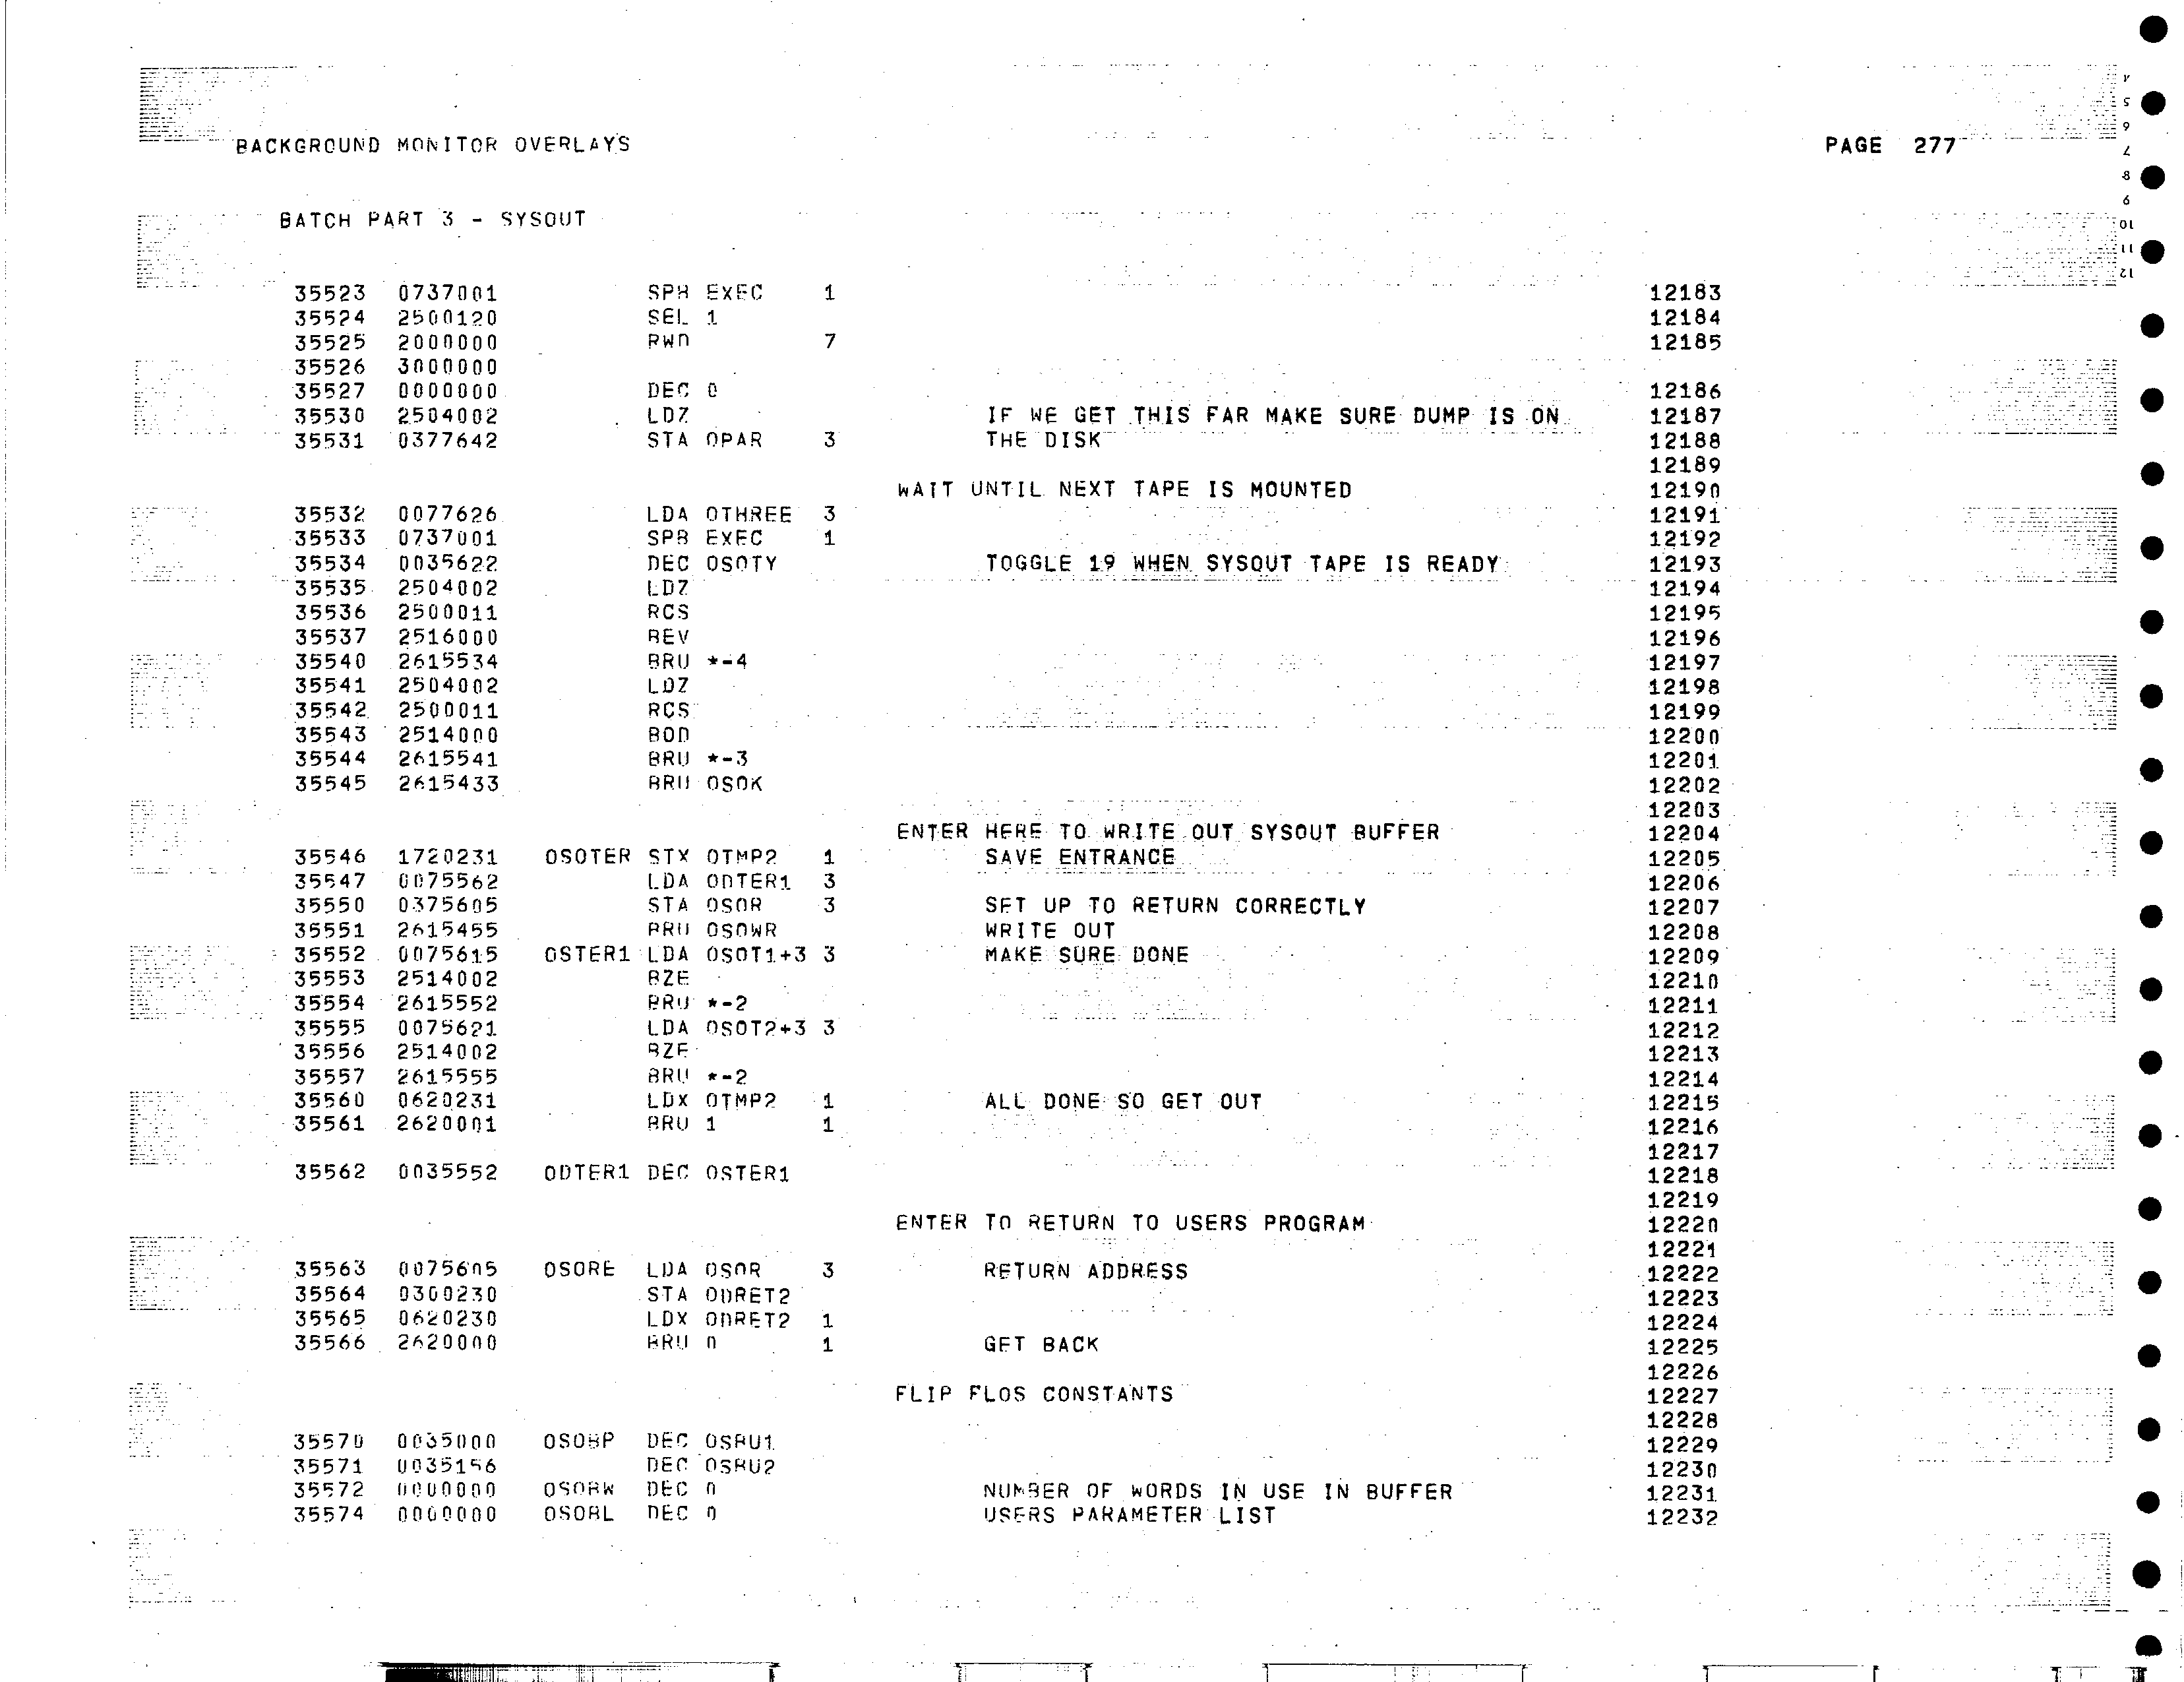 BACKGROUND MONITOR OVERLAYS PAGE 277
BATCH PART 3 - SYSOUT
35523 0737001 SPB EXEC 1 12183
35524 2500120 SEL 1 12184
35525 2000000 RWD 7 12185
35526 3000000
35527 0000000 DEC 0 12186
35530 2504002 LDZ IF WE GET THIS FAR MAKE SURE DUMP IS ON 12187
35531 0377642 STA OPAR 3 THE DISK 12188
12189
WAIT UNTIL NEXT TAPE IS MOUNTED 12190
35532 0077626 LDA OTHREE 3 12191
35533 0737001 SPB EXEC 1 12192
35534 0035622 DEC OSOTY TOGGLE 19 WHEN SYSOUT TAPE IS READY 12193
35535 2504002 LDZ 12194
35536 2500011 RCS 12195
35537 2516000 BEV 12196
35540 2615534 BRU *-4 12197
35541 2504002 LDZ 12198
35542 2500011 RCS 12199
35543 2514000 BOD 12200
35544 2615541 BRU *-3 12201
35545 2615433 BRU OSOK 12202
12203
ENTER HERE TO WRITE OUT SYSOUT BUFFER 12204
35546 1720231 OSOTER STX OTMP2 1 SAVE ENTRANCE 12205
35547 0075562 LDA ODTER1 3 12206
35550 0375605 STA OSOR 3 SET UP TO RETURN CORRECTLY 12207
35551 2615455 BRU OSOWR WRITE OUT 12208
35552 0075615 OSTER1 LDA OSOT1+3 3 MAKE SURE DONE 12209
35553 2514002 BZE 12210
35554 2615552 BRU *-2 12211
35555 0075621 LDA OSOT2+3 3 12212
35556 2514002 BZE 12213
35557 2615555 BRU *-2 12214
35560 0620231 LDX OTMP2 1 ALL DONE SO GET OUT 12215
35561 2620001 BRU 1 1 12216
12217
35562 0035552 ODTER1 DEC OSTER1 12218
12219
ENTER TO RETURN TO USERS PROGRAM 12220
12221
35563 0075605 OSORE LDA OSOR 3 RETURN ADDRESS 12222
35564 0300230 STA ODRET2 12223
35565 0620230 LDX ODRET2 1 12224
35566 2620000 BRU 0 1 GET BACK 12225
12226
FLIP FLOS CONSTANTS 12227
12228
35570 0035000 OSOBP DEC OSBU1 12229
35571 0035156 DEC OSBU2 12230
35572 0000000 OSOBW DEC 0 NUMBER OF WORDS IN USE IN BUFFER 12231
35574 0000000 OSOBL DEC 0 USERS PARAMETER LIST 12232